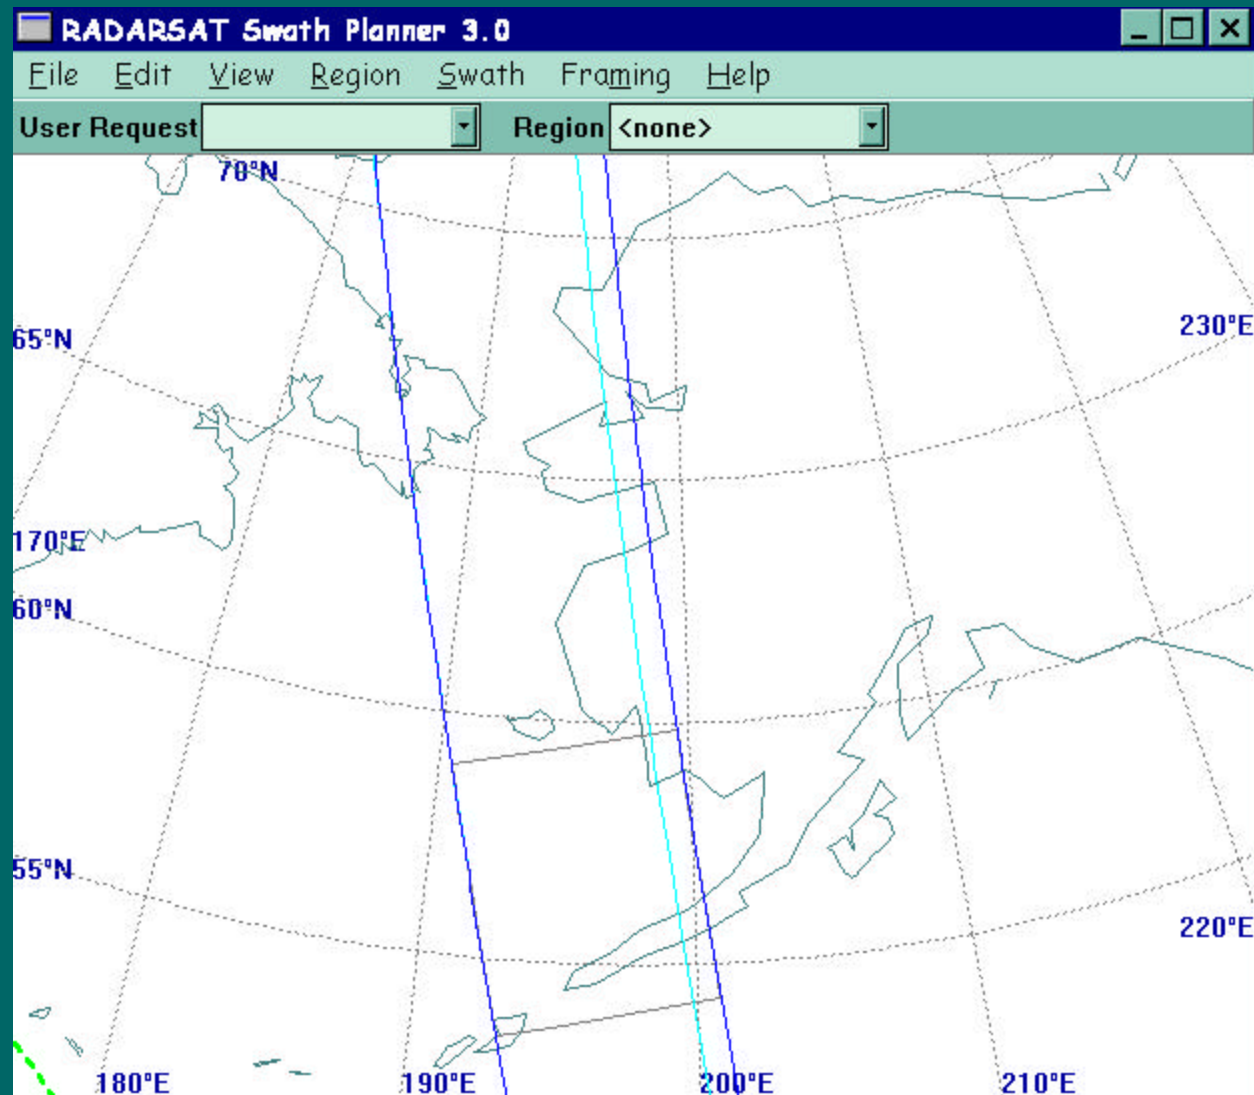 RADARSAT Swath Planner 3.0
File Edit View Region Swath Framing Help
User Request Region <none>
70°N
65°N
230°E
170°E
60°N
55°N
220°E
180°E 190°E 200°E 210°E